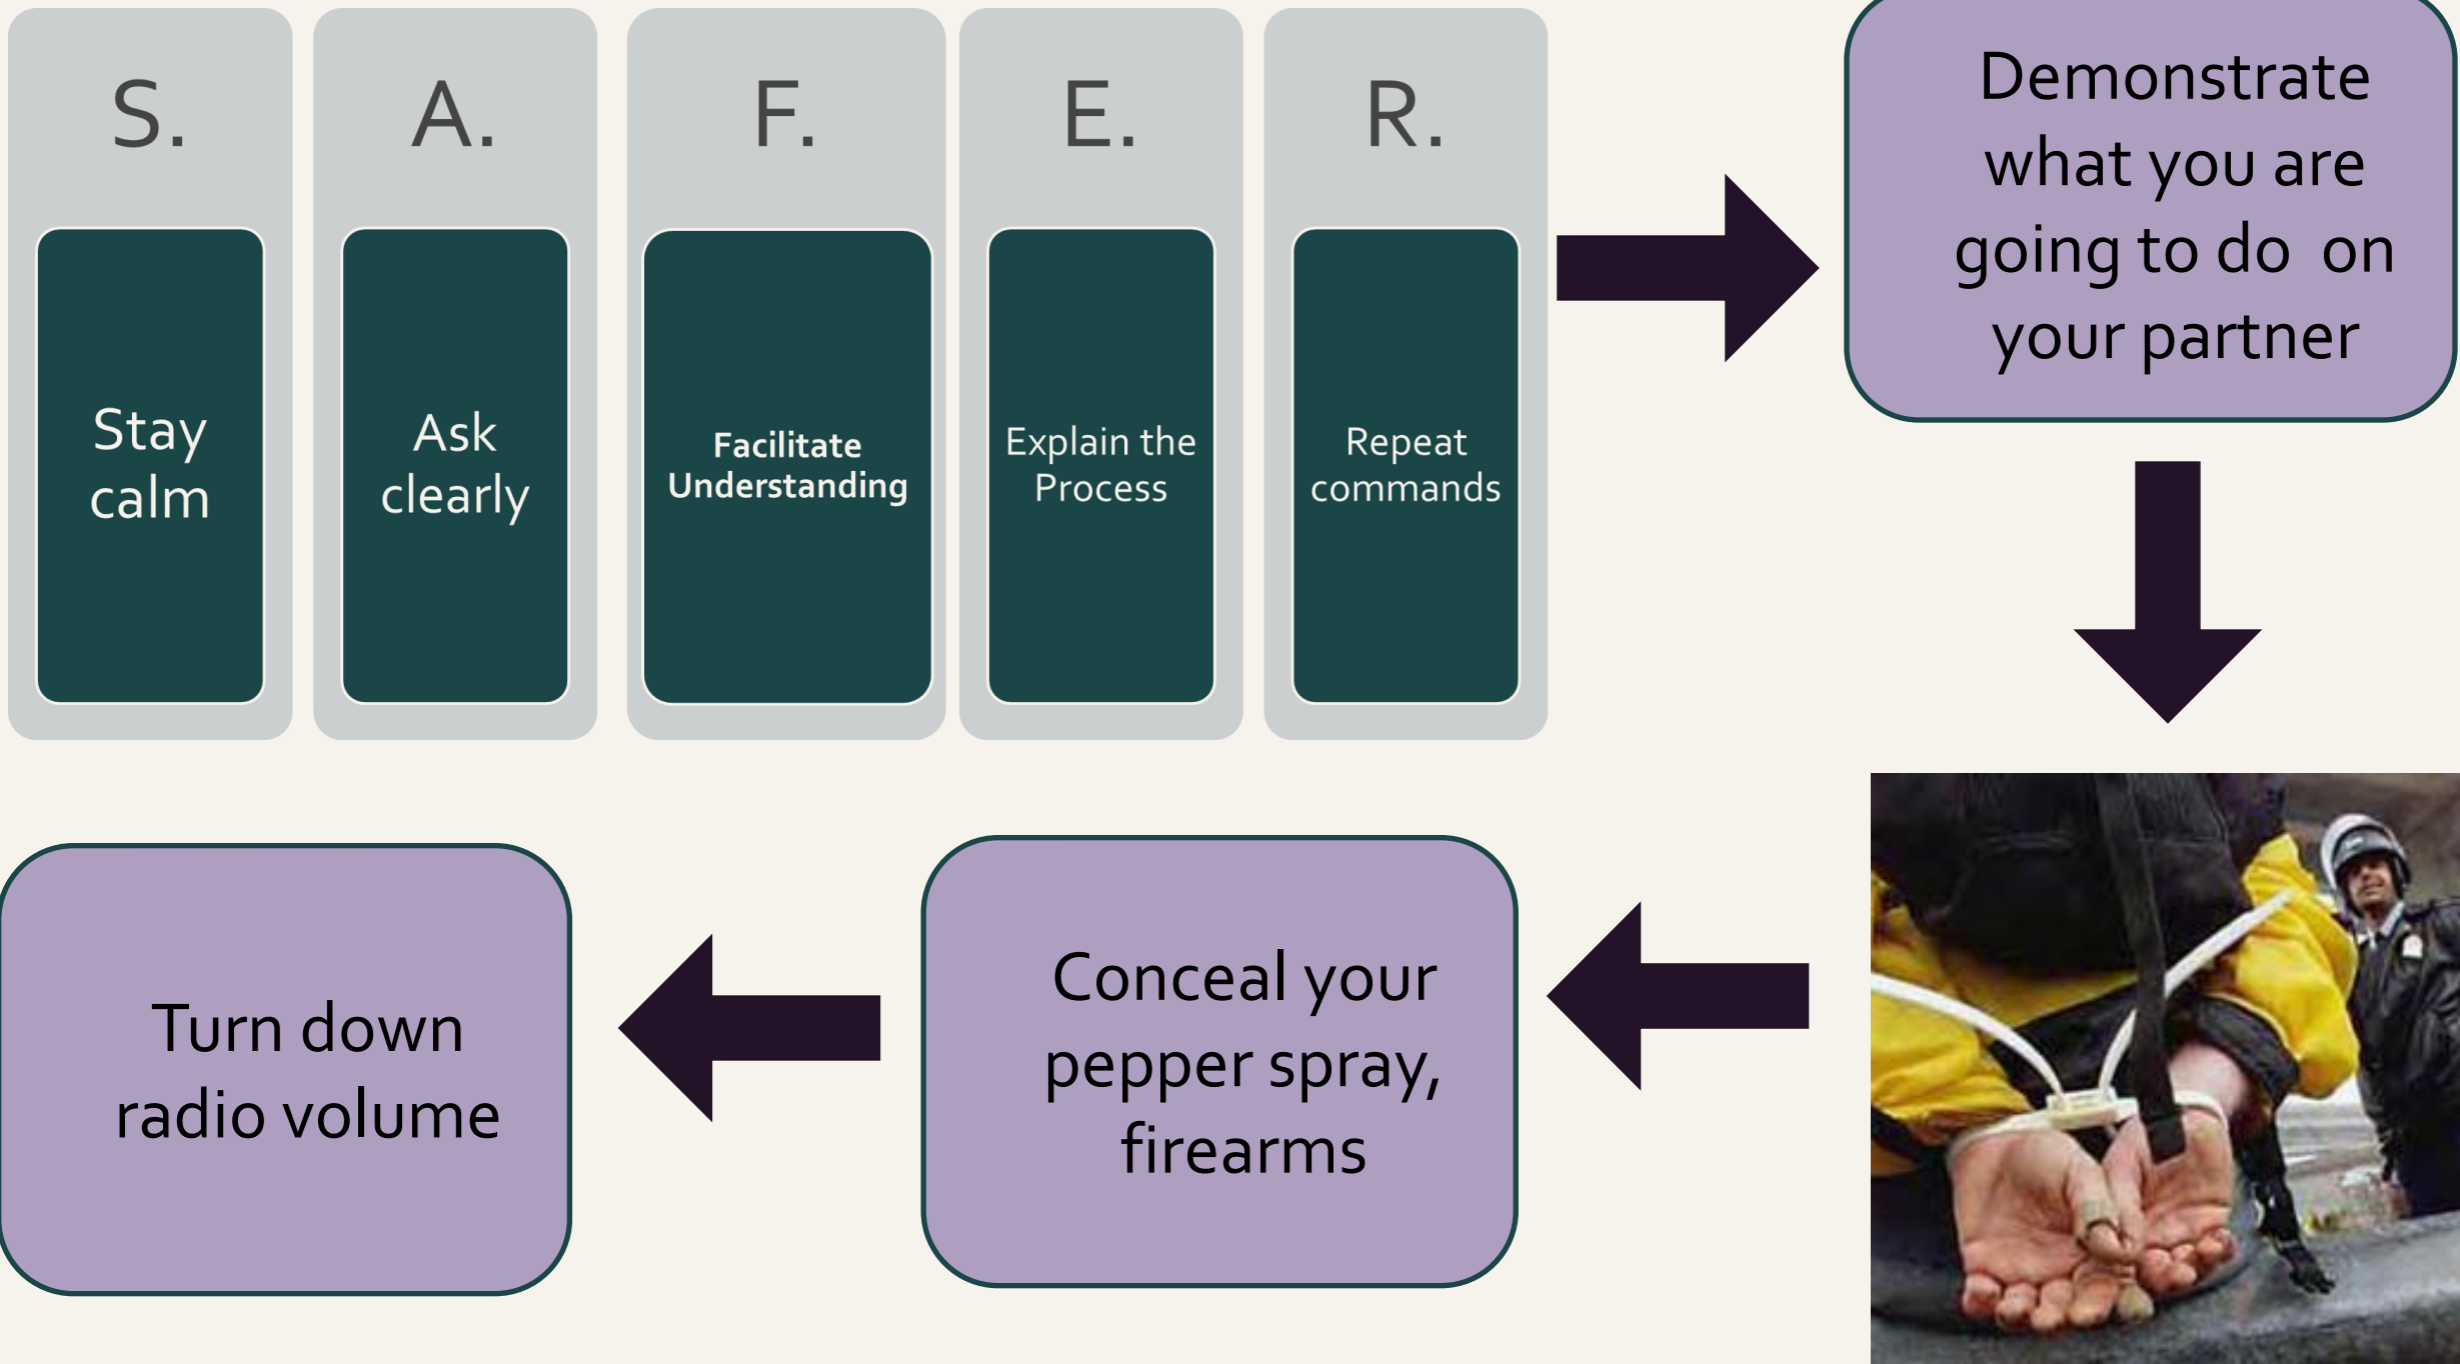 S.
Stay
calm
A.
Ask
clearly
F.
Facilitate
Understanding
E.
Explain the
Process
R.
Repeat
commands
Demonstrate
what you are
going to do  on
your partner
Conceal your
pepper spray,
firearms
Turn down
radio volume